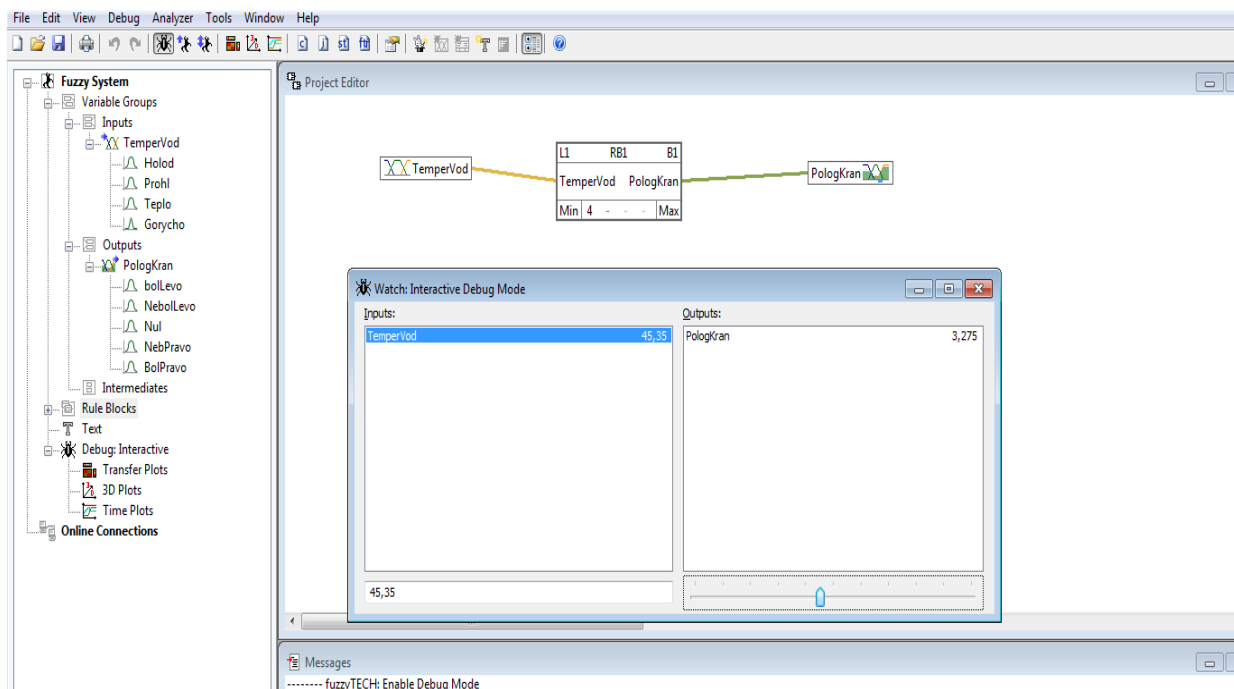 File Edit View Debug Analyzer Tools Window Help
Fuzzy System
Variable Groups
Inputs
TemperVod
Holod
Prohl
Teplo
Gorycho
Outputs
PologKran
bolLevo
NebolLevo
Nul
NebPravo
BolPravo
Intermediates
Rule Blocks
Text
Debug: Interactive
Transfer Plots
3D Plots
Time Plots
Online Connections
Project Editor
TemperVod
L1 RB1 B1
TemperVod PologKran
Min 4 - - - Max
PologKran
Watch: Interactive Debug Mode
Inputs: Outputs:
TemperVod 45,35 PologKran 3,275
45,35
Messages
-------- fuzzyTECH: Enable Debug Mode